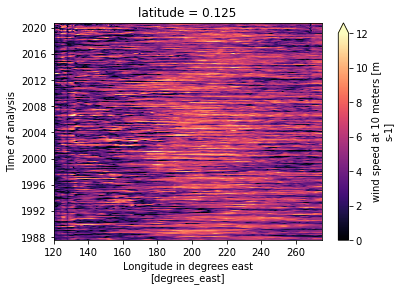 latitude = 0.125
2020
2016
2012
2008
2004
2000
1996
1992
1988
Time of analysis
120 140 160 180 200 220 240 260
Longitude in degrees east
[degrees_east]
12
10
8
6
4
2
0
wind speed at 10 meters [m
s-1]